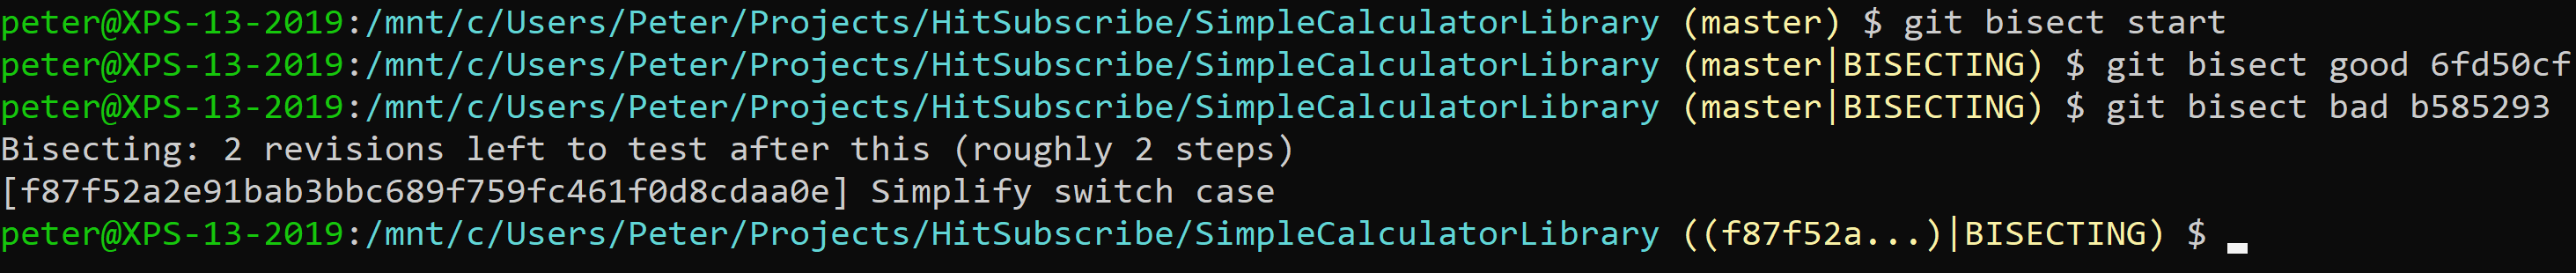 peter@XPS-13-2019:/mnt/c/Users/Peter/Projects/HitSubscribe/SimpleCalculatorLibrary (master) $ git bisect start
peter@XPS-13-2019:/mnt/c/Users/Peter/Projects/HitSubscribe/SimpleCalculatorLibrary (master|BISECTING) $ git bisect good 6fd50cf
peter@XPS-13-2019:/mnt/c/Users/Peter/Projects/HitSubscribe/SimpleCalculatorLibrary (master|BISECTING) $ git bisect bad b585293
Bisecting: 2 revisions left to test after this (roughly 2 steps)
[f87f52a2e91bab3bbc689f759fc461f0d8cdaa0e] Simplify switch case
peter@XPS-13-2019:/mnt/c/Users/Peter/Projects/HitSubscribe/SimpleCalculatorLibrary ((f87f52a...)|BISECTING) $